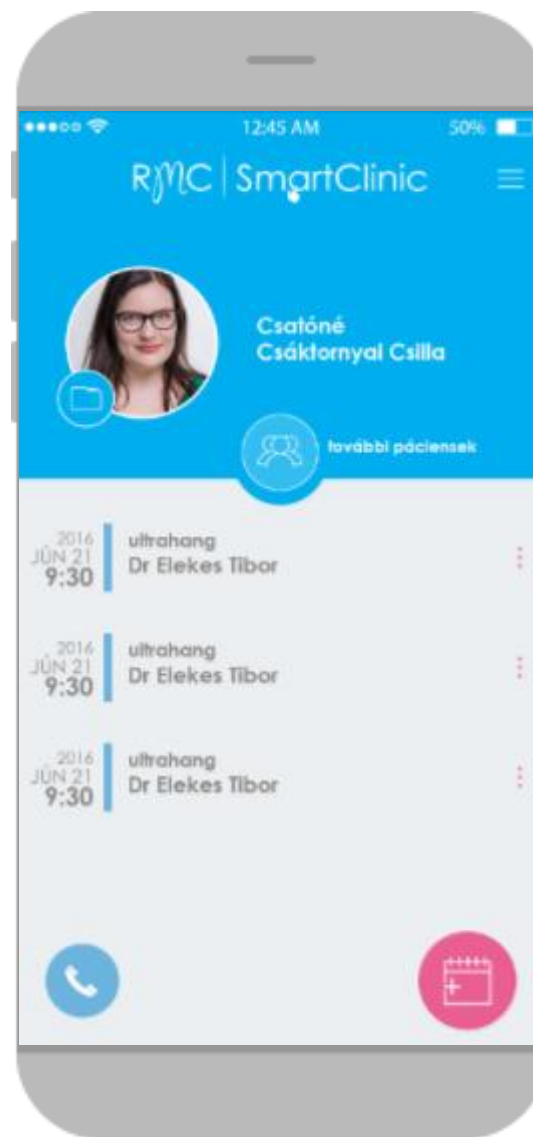 12:45 AM 50%
RMC | SmartClinic
Csatóné
Csáktornyal Csilla
további páciensek
2016
JÚN 21
9:30
ultrahang
Dr Elekes Tibor
2016
JÚN 21
9:30
ultrahang
Dr Elekes Tibor
2016
JÚN 21
9:30
ultrahang
Dr Elekes Tibor